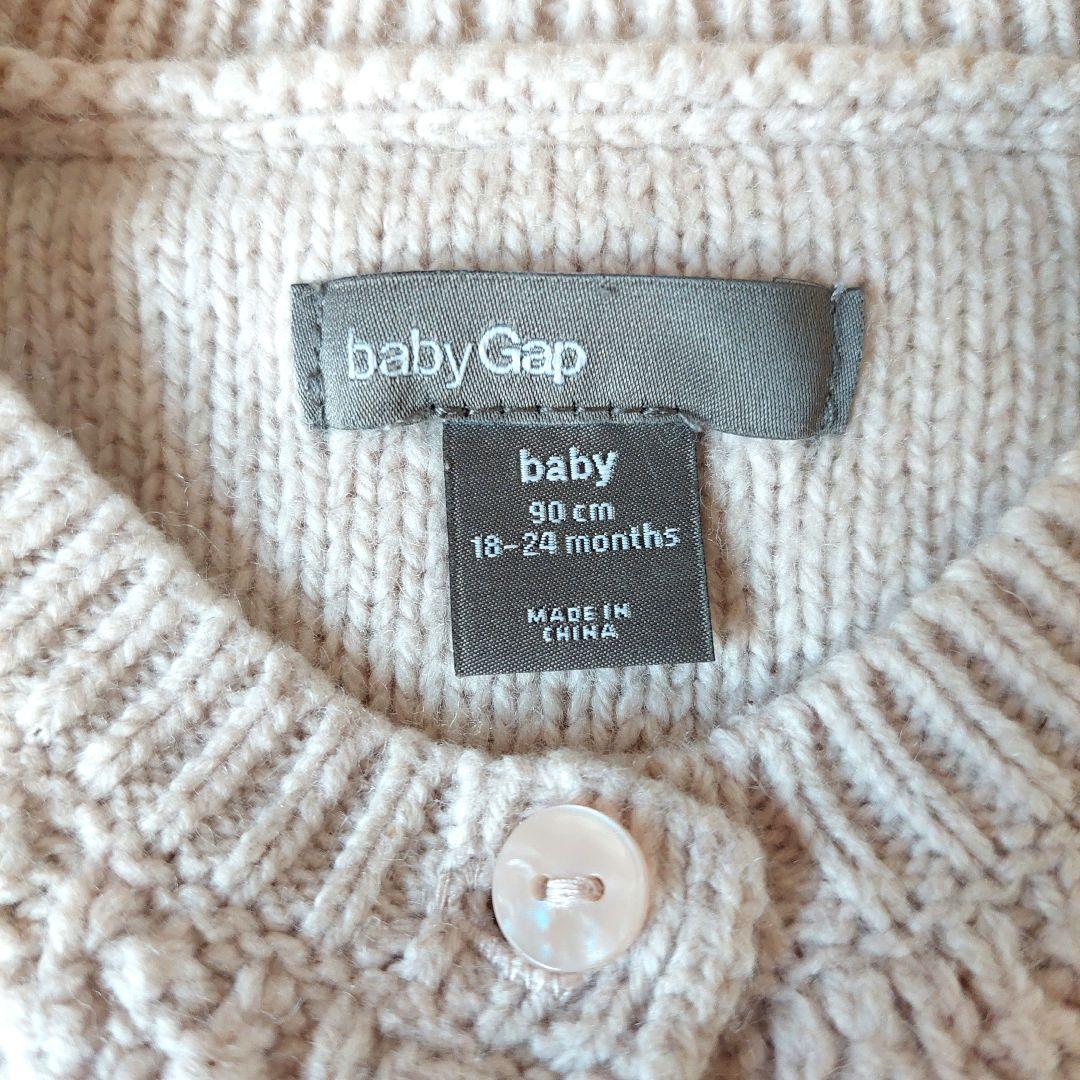 babyGap
baby
90 cm
18-24 months
MADE IN
CHINA